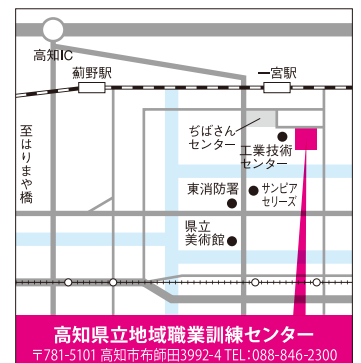 高知IC
薊野駅
一宮駅
至はりまや橋
ぢばさん
センター
工業技術
センター
東消防署
サンピア
セリーズ
県立
美術館
高知県立地域職業訓練センター
〒781-5101 高知市布師田3992-4 TEL:088-846-2300